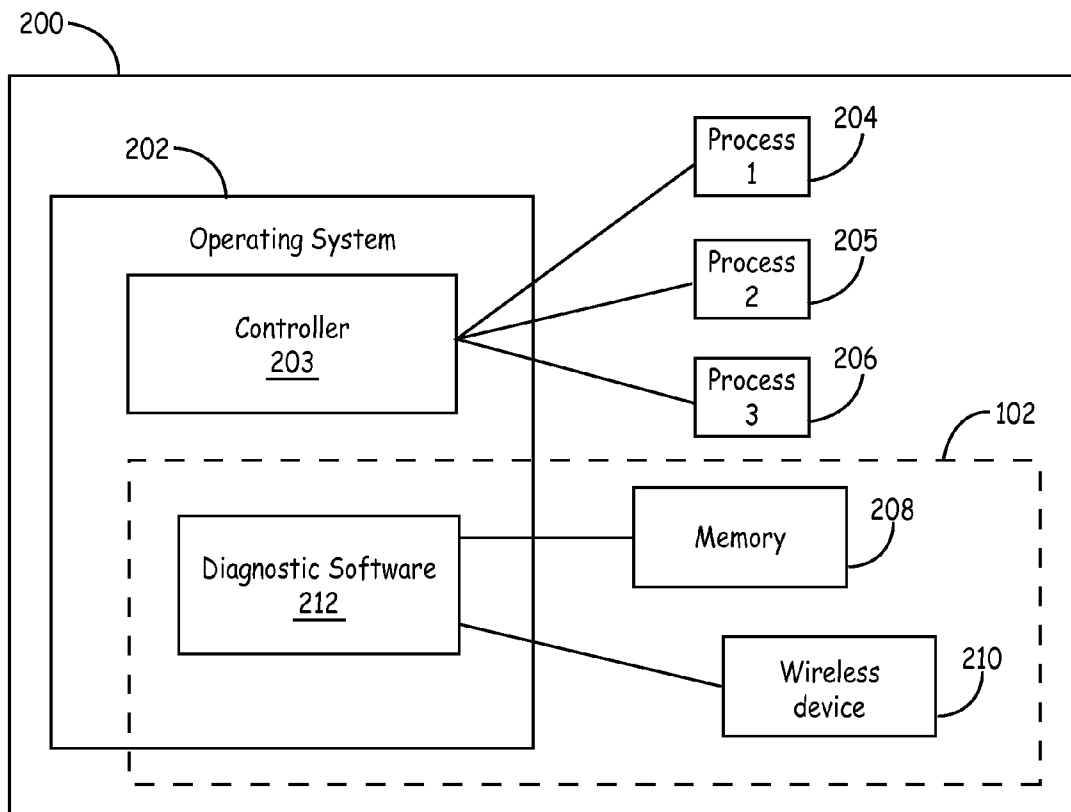 200
202
Operating System
Controller
203
Process
1
204
Process
2
205
Process
3
206
102
Diagnostic Software
212
Memory
208
Wireless
device
210